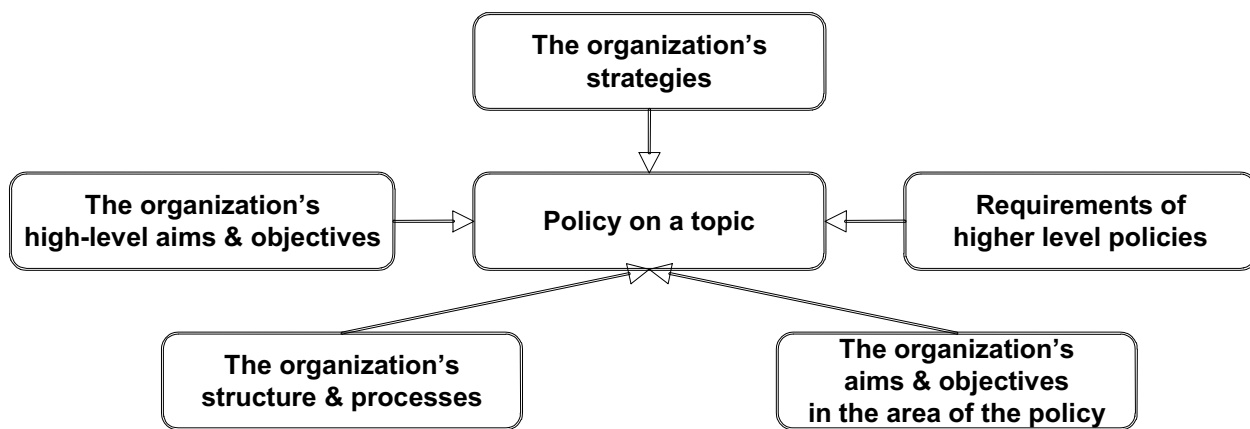 The organization’s
strategies
The organization’s
high-level aims & objectives
Policy on a topic
Requirements of
higher level policies
The organization’s
structure & processes
The organization’s
aims & objectives
in the area of the policy